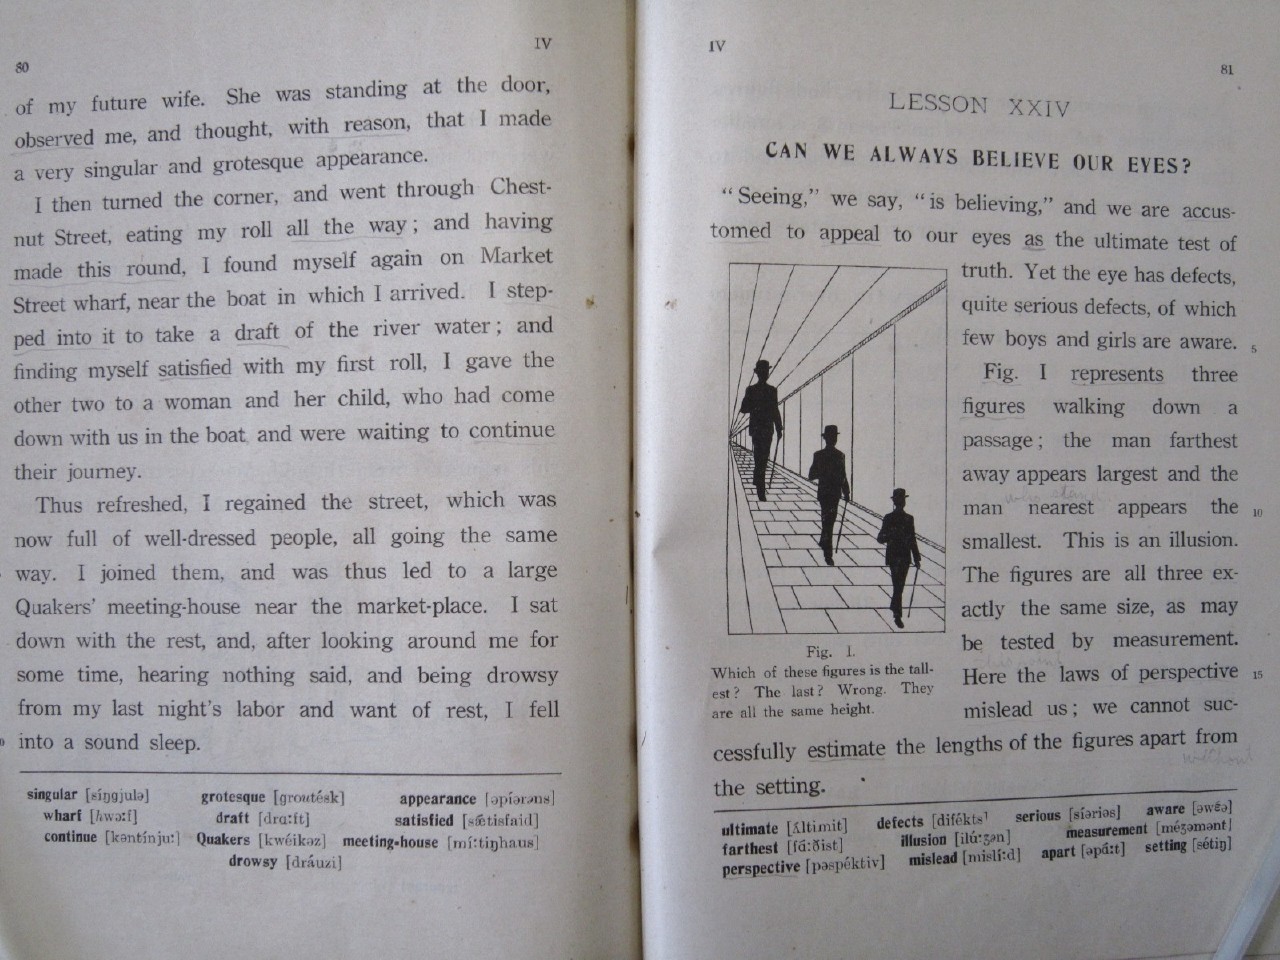 80
IV
of my future wife. She was standing at the door,
observed me, and thought, with reason, that I made
a very singular and grotesque appearance.
I then turned the corner, and went through Chest-
nut Street, eating my roll all the way; and having
made this round, I found myself again on Market
Street wharf, near the boat in which I arrived. I step-
ped into it to take a draft of the river water; and
finding myself satisfied with my first roll, I gave the
other two to a woman and her child, who had come
down with us in the boat and were waiting to continue
their journey.
Thus refreshed, I regained the street, which was
now full of well-dressed people, all going the same
way. I joined them, and was thus led to a large
Quakers' meeting-house near the market-place. I sat
down with the rest, and, after looking around me for
some time, hearing nothing said, and being drowsy
from my last night's labor and want of rest, I fell
into a sound sleep.
singular [síŋgjulə] grotesque [groutésk] appearance [əpíərəns]
wharf [hwɔːf] draft [drɑːft] satisfied [sǽtisfaid]
continue [kəntínjuː] Quakers [kwéikəz] meeting-house [míːtiŋhaus]
drowsy [dráuzi]
IV
81
LESSON XXIV
CAN WE ALWAYS BELIEVE OUR EYES?
"Seeing," we say, "is believing," and we are accus-
tomed to appeal to our eyes as the ultimate test of
truth. Yet the eye has defects,
quite serious defects, of which
few boys and girls are aware. 5
Fig. I represents three
figures walking down a
passage; the man farthest
away appears largest and the
man nearest appears the 10
smallest. This is an illusion.
The figures are all three ex-
actly the same size, as may
be tested by measurement.
Here the laws of perspective 15
mislead us; we cannot suc-
Fig. I.
Which of these figures is the tall-
est? The last? Wrong. They
are all the same height.
cessfully estimate the lengths of the figures apart from
without
the setting.
ultimate [ʌ́ltimit] defects [difékts] serious [síəriəs] aware [əwɛ́ə]
farthest [fɑ́ːðist] illusion [ilúːʒən] measurement [méʒəmənt]
perspective [pəspéktiv] mislead [mislíːd] apart [əpɑ́ːt] setting [sétiŋ]